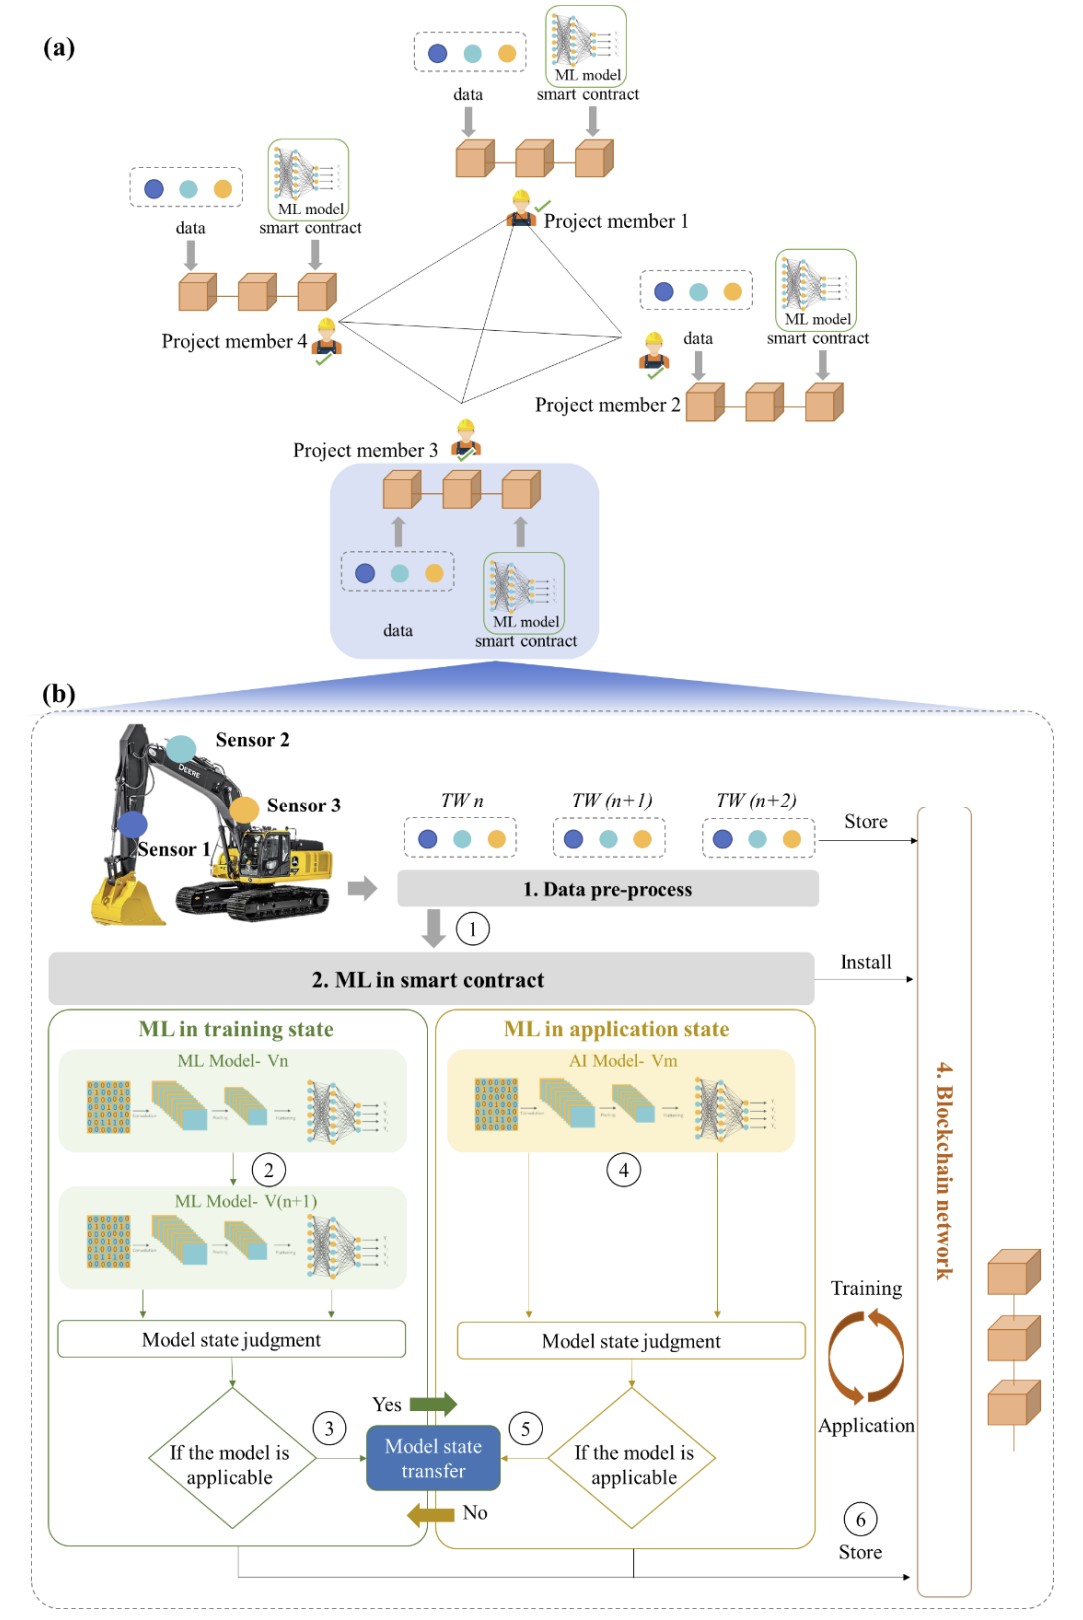 (a)
ML model
data
smart contract
Project member 1
ML model
data
smart contract
Project member 4
ML model
data
smart contract
Project member 2
Project member 3
ML model
data
smart contract
(b)
Sensor 2
DEERE
Sensor 3
Sensor 1
TW n
TW (n+1)
TW (n+2)
Store
1. Data pre-process
1
2. ML in smart contract
Install
ML in training state
ML Model- Vn
2
ML Model- V(n+1)
Model state judgment
If the model is
applicable
3
Yes
Model state
transfer
No
ML in application state
AI Model- Vm
4
Model state judgment
If the model is
applicable
5
Training
Application
6
Store
4. Blockchain network